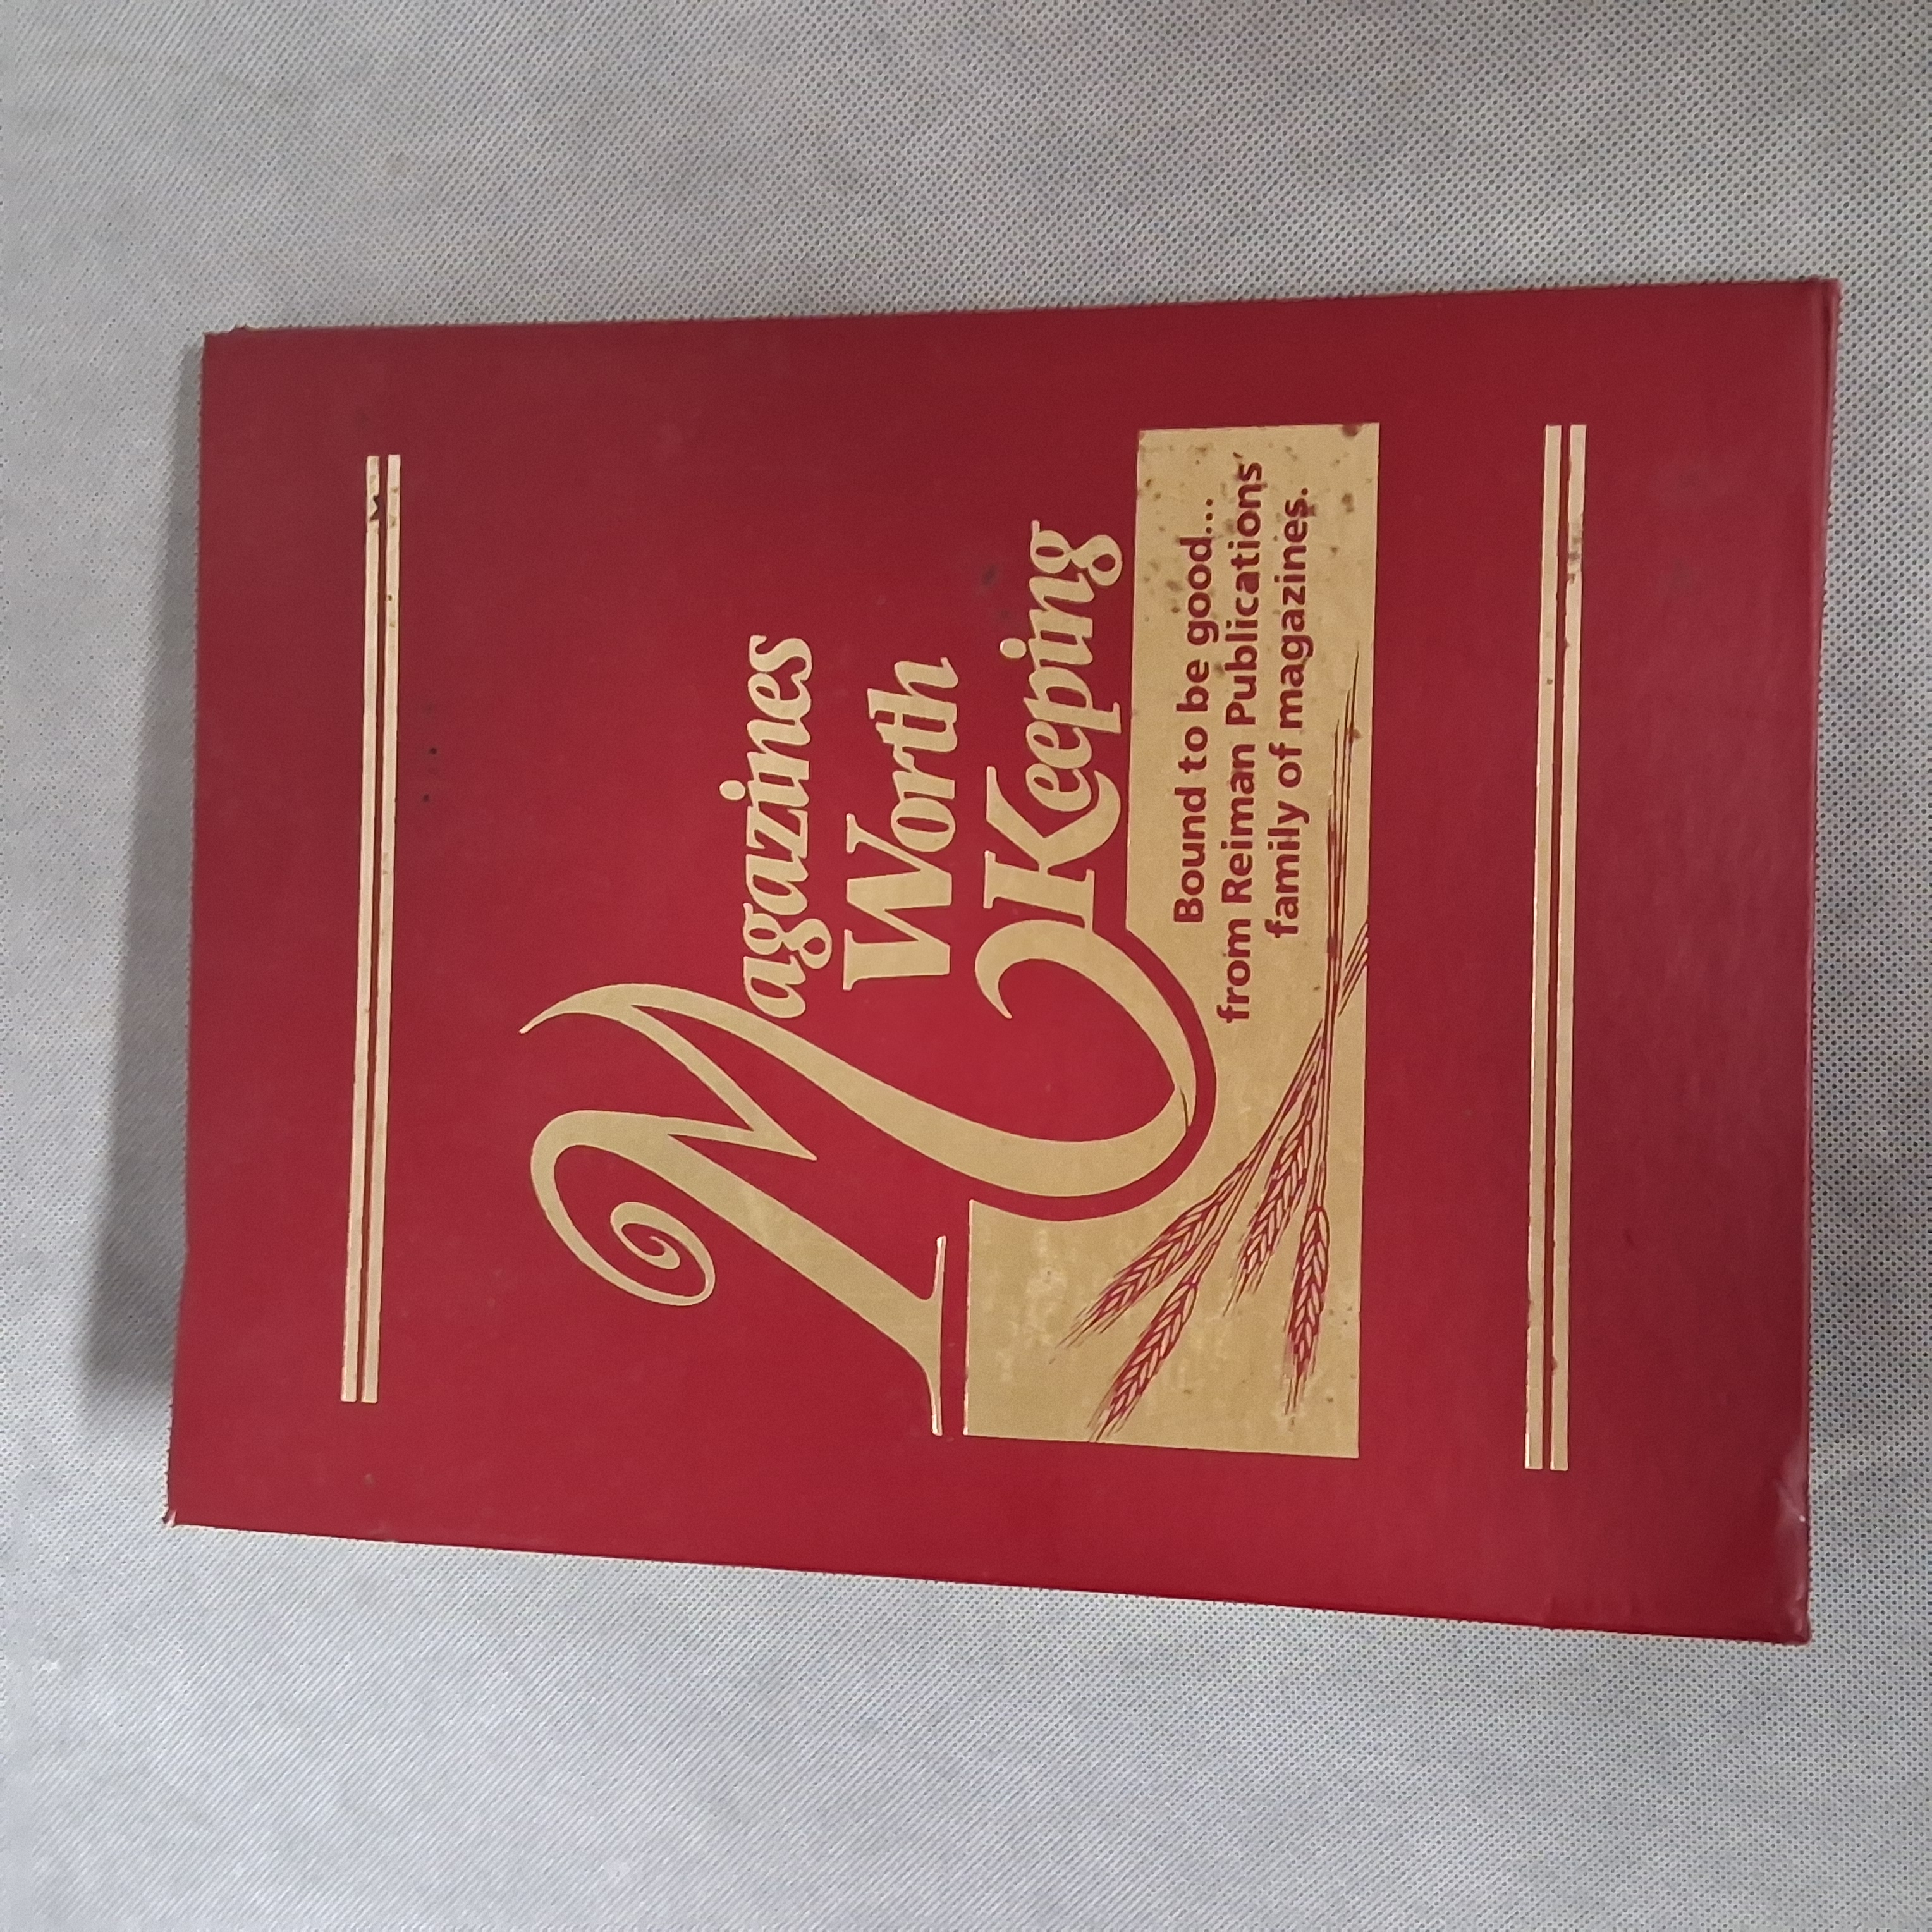 Magazines
Worth
Keeping
Bound to be good...
from Reiman Publications'
family of magazines.